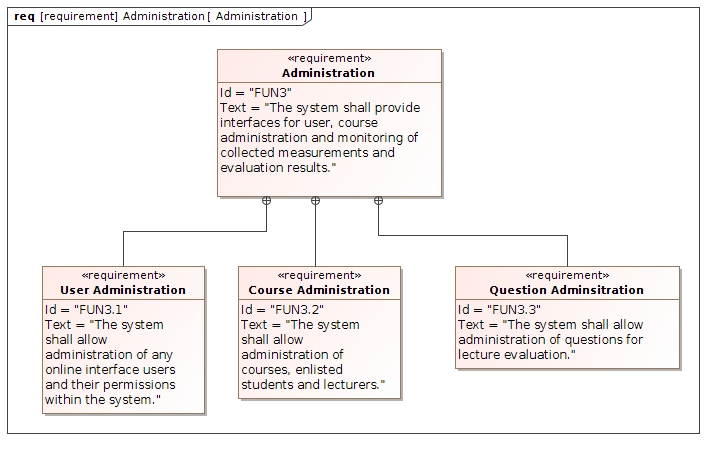 req [requirement] Administration [ Administration ]
«requirement»
Administration
Id = "FUN3"
Text = "The system shall provide
interfaces for user, course
administration and monitoring of
collected measurements and
evaluation results."
«requirement»
User Administration
Id = "FUN3.1"
Text = "The system
shall allow
administration of any
online interface users
and their permissions
within the system."
«requirement»
Course Administration
Id = "FUN3.2"
Text = "The system
shall allow
administration of
courses, enlisted
students and lecturers."
«requirement»
Question Adminsitration
Id = "FUN3.3"
Text = "The system shall allow
administration of questions for
lecture evaluation."